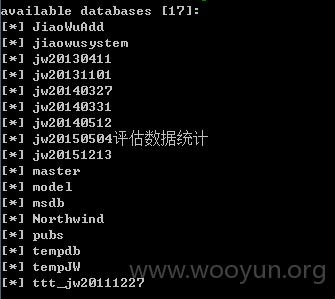 available databases [17]:
[*] JiaoWuAdd
[*] jiaowusystem
[*] jw20130411
[*] jw20131101
[*] jw20140327
[*] jw20140331
[*] jw20140512
[*] jw20150504评估数据统计
[*] jw20151213
[*] master
[*] model
[*] msdb
[*] Northwind
[*] pubs
[*] tempdb
[*] tempJW
[*] ttt_jw20111227
www.wooyun.org